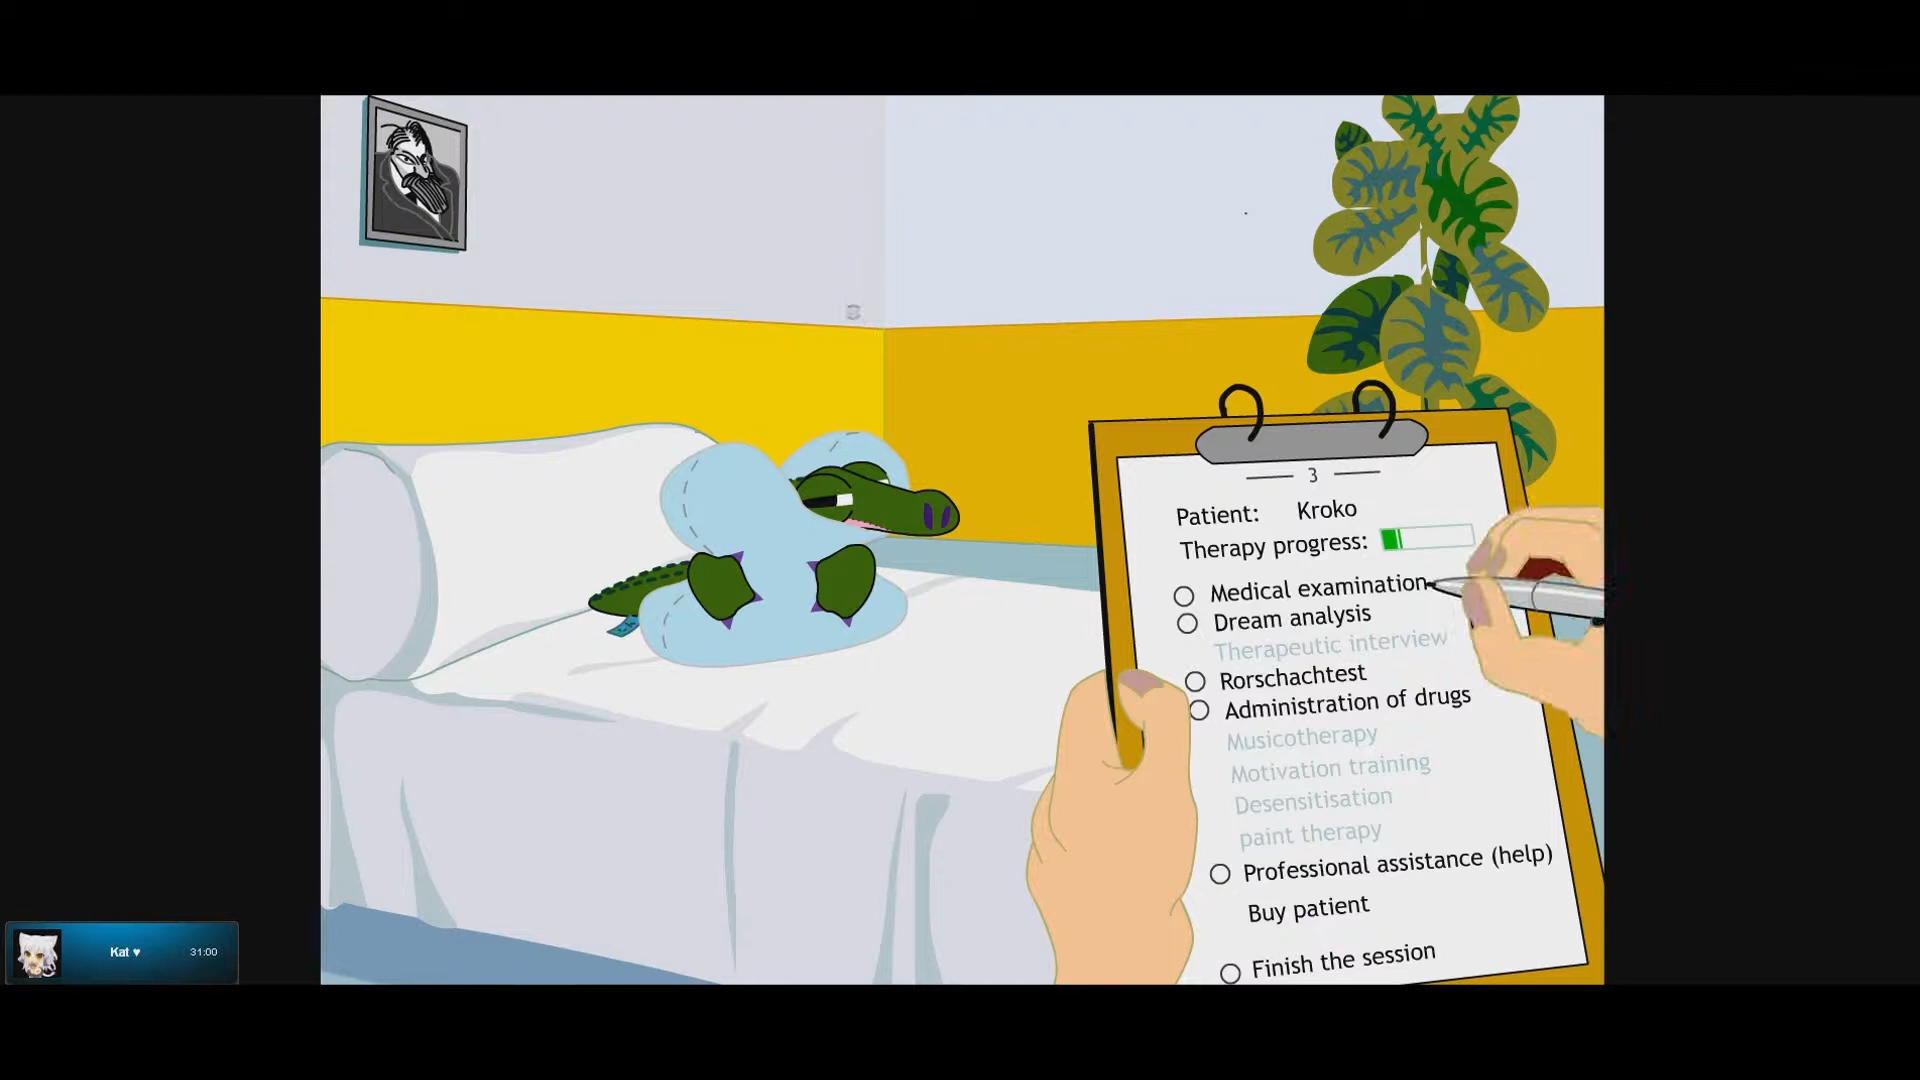 3
Patient: Kroko
Therapy progress:
Medical examination
Dream analysis
Therapeutic interview
Rorschachtest
Administration of drugs
Musicotherapy
Motivation training
Desensitisation
paint therapy
Professional assistance (help)
Buy patient
Finish the session
Kat ♥ 31:00